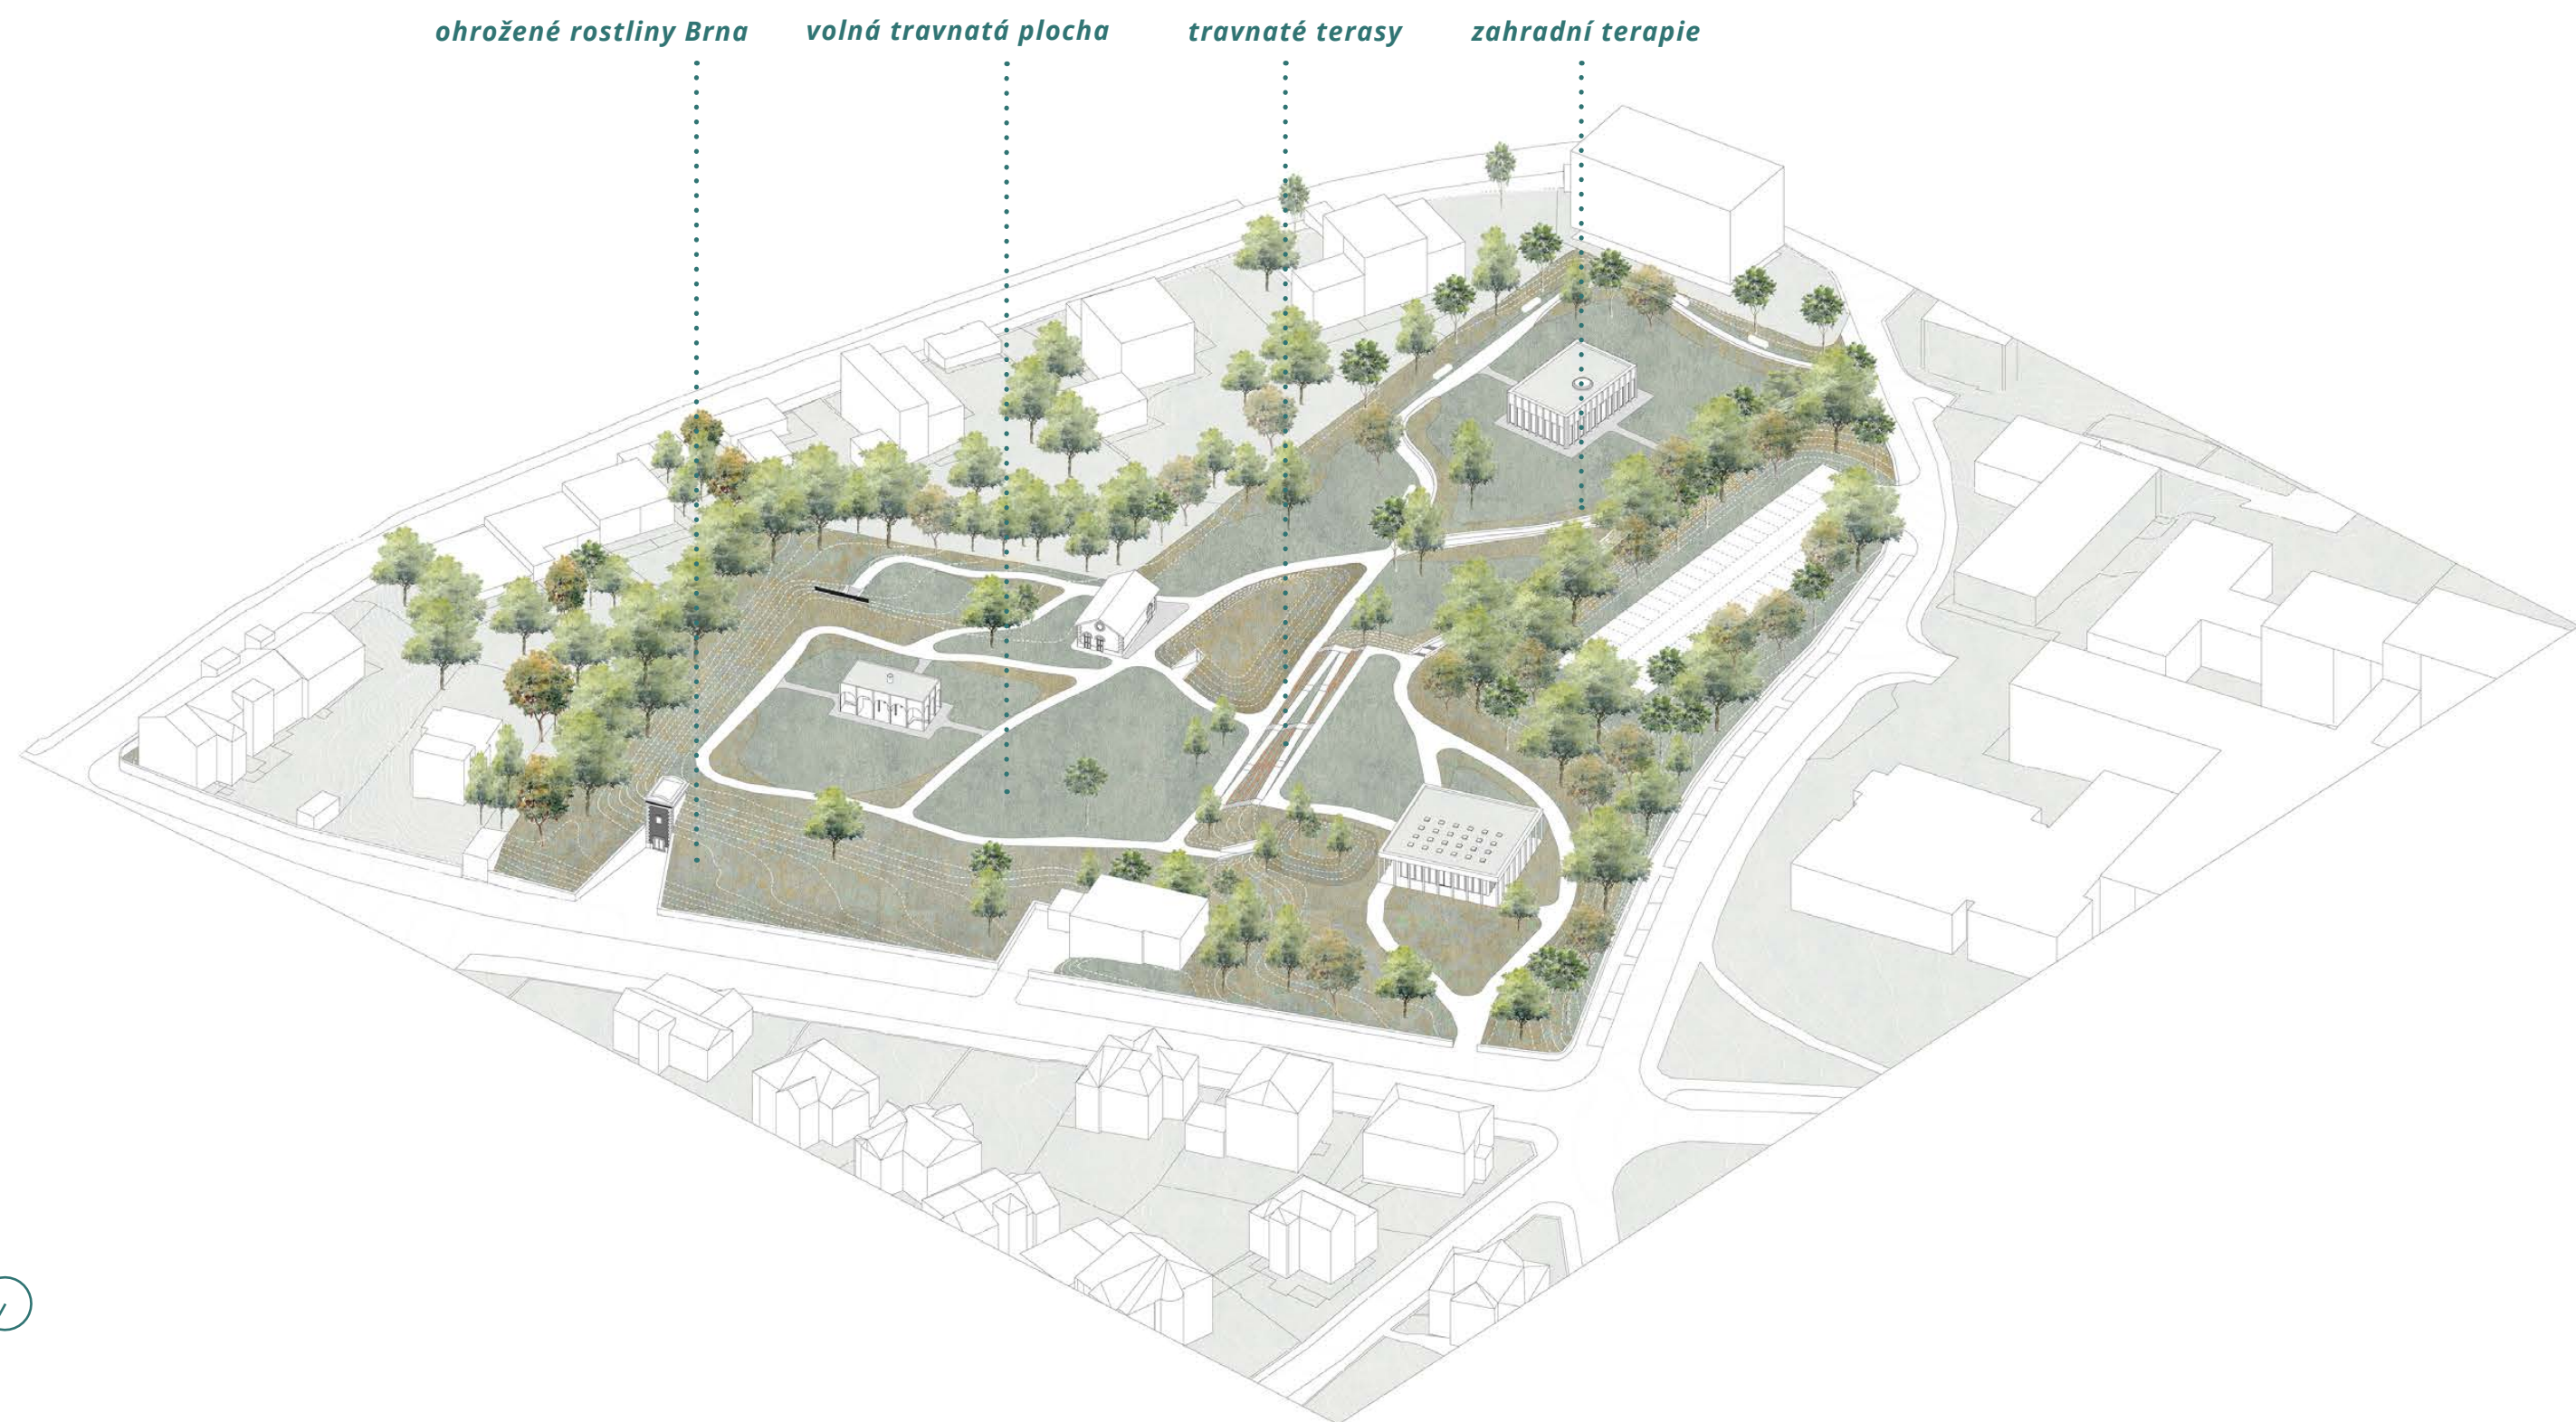 ohrožené rostliny Brna
volná travnatá plocha
travnaté terasy
zahradní terapie